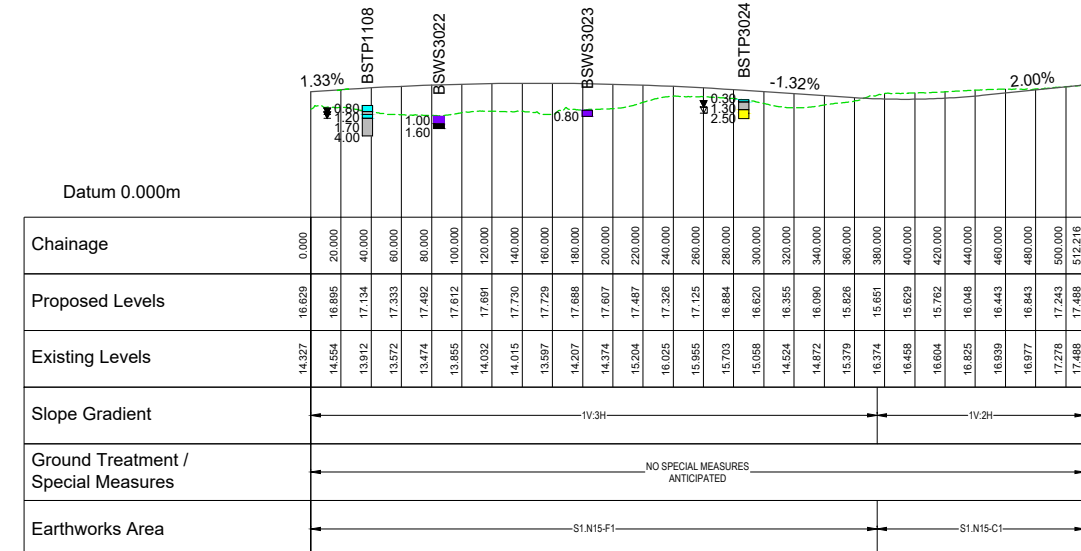 BSTP1108
BSWS3022
BSWS3023
BSTP3024
1.33%
-1.32%
2.00%
0.80
1.20
1.70
4.00
1.00
1.60
0.80
0.30
1.30
2.50
Datum 0.000m
Chainage 0.000 20.000 40.000 60.000 80.000 100.000 120.000 140.000 160.000 180.000 200.000 220.000 240.000 260.000 280.000 300.000 320.000 340.000 360.000 380.000 400.000 420.000 440.000 460.000 480.000 500.000 512.216
Proposed Levels 16.629 16.895 17.134 17.333 17.492 17.612 17.691 17.730 17.729 17.688 17.607 17.487 17.326 17.125 16.884 16.620 16.355 16.090 15.826 15.651 15.629 15.762 16.048 16.443 16.843 17.243 17.488
Existing Levels 14.327 14.554 13.912 13.572 13.474 13.855 14.032 14.015 13.597 14.207 14.374 15.204 16.025 15.955 15.703 15.058 14.524 14.872 15.379 16.374 16.458 16.604 16.825 16.939 16.977 17.278 17.488
Slope Gradient 1V:3H 1V:2H
Ground Treatment /
Special Measures
NO SPECIAL MEASURES
ANTICIPATED
Earthworks Area S1.N15-F1 S1.N15-C1